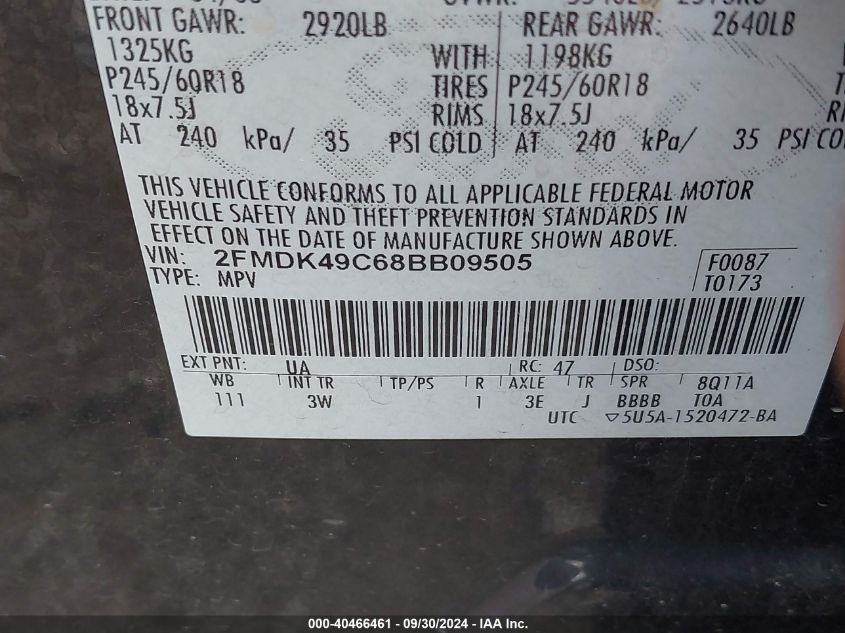 FRONT GAWR: 2920LB REAR GAWR: 2640LB
1325KG WITH 1198KG
P245/60R18 TIRES P245/60R18
18x7.5J RIMS 18x7.5J
AT 240 kPa/ 35 PSI COLD AT 240 kPa/ 35 PSI CO
THIS VEHICLE CONFORMS TO ALL APPLICABLE FEDERAL MOTOR
VEHICLE SAFETY AND THEFT PREVENTION STANDARDS IN
EFFECT ON THE DATE OF MANUFACTURE SHOWN ABOVE.
VIN: 2FMDK49C68BB09505 F0087
TYPE: MPV T0173
EXT PNT: UA RC: 47 DSO:
WB INT TR TP/PS R AXLE TR SPR 8Q11A
111 3W 1 3E J BBBB TOA
UTC ▽5U5A-1520472-BA
000-40466461 - 09/30/2024 - IAA Inc.